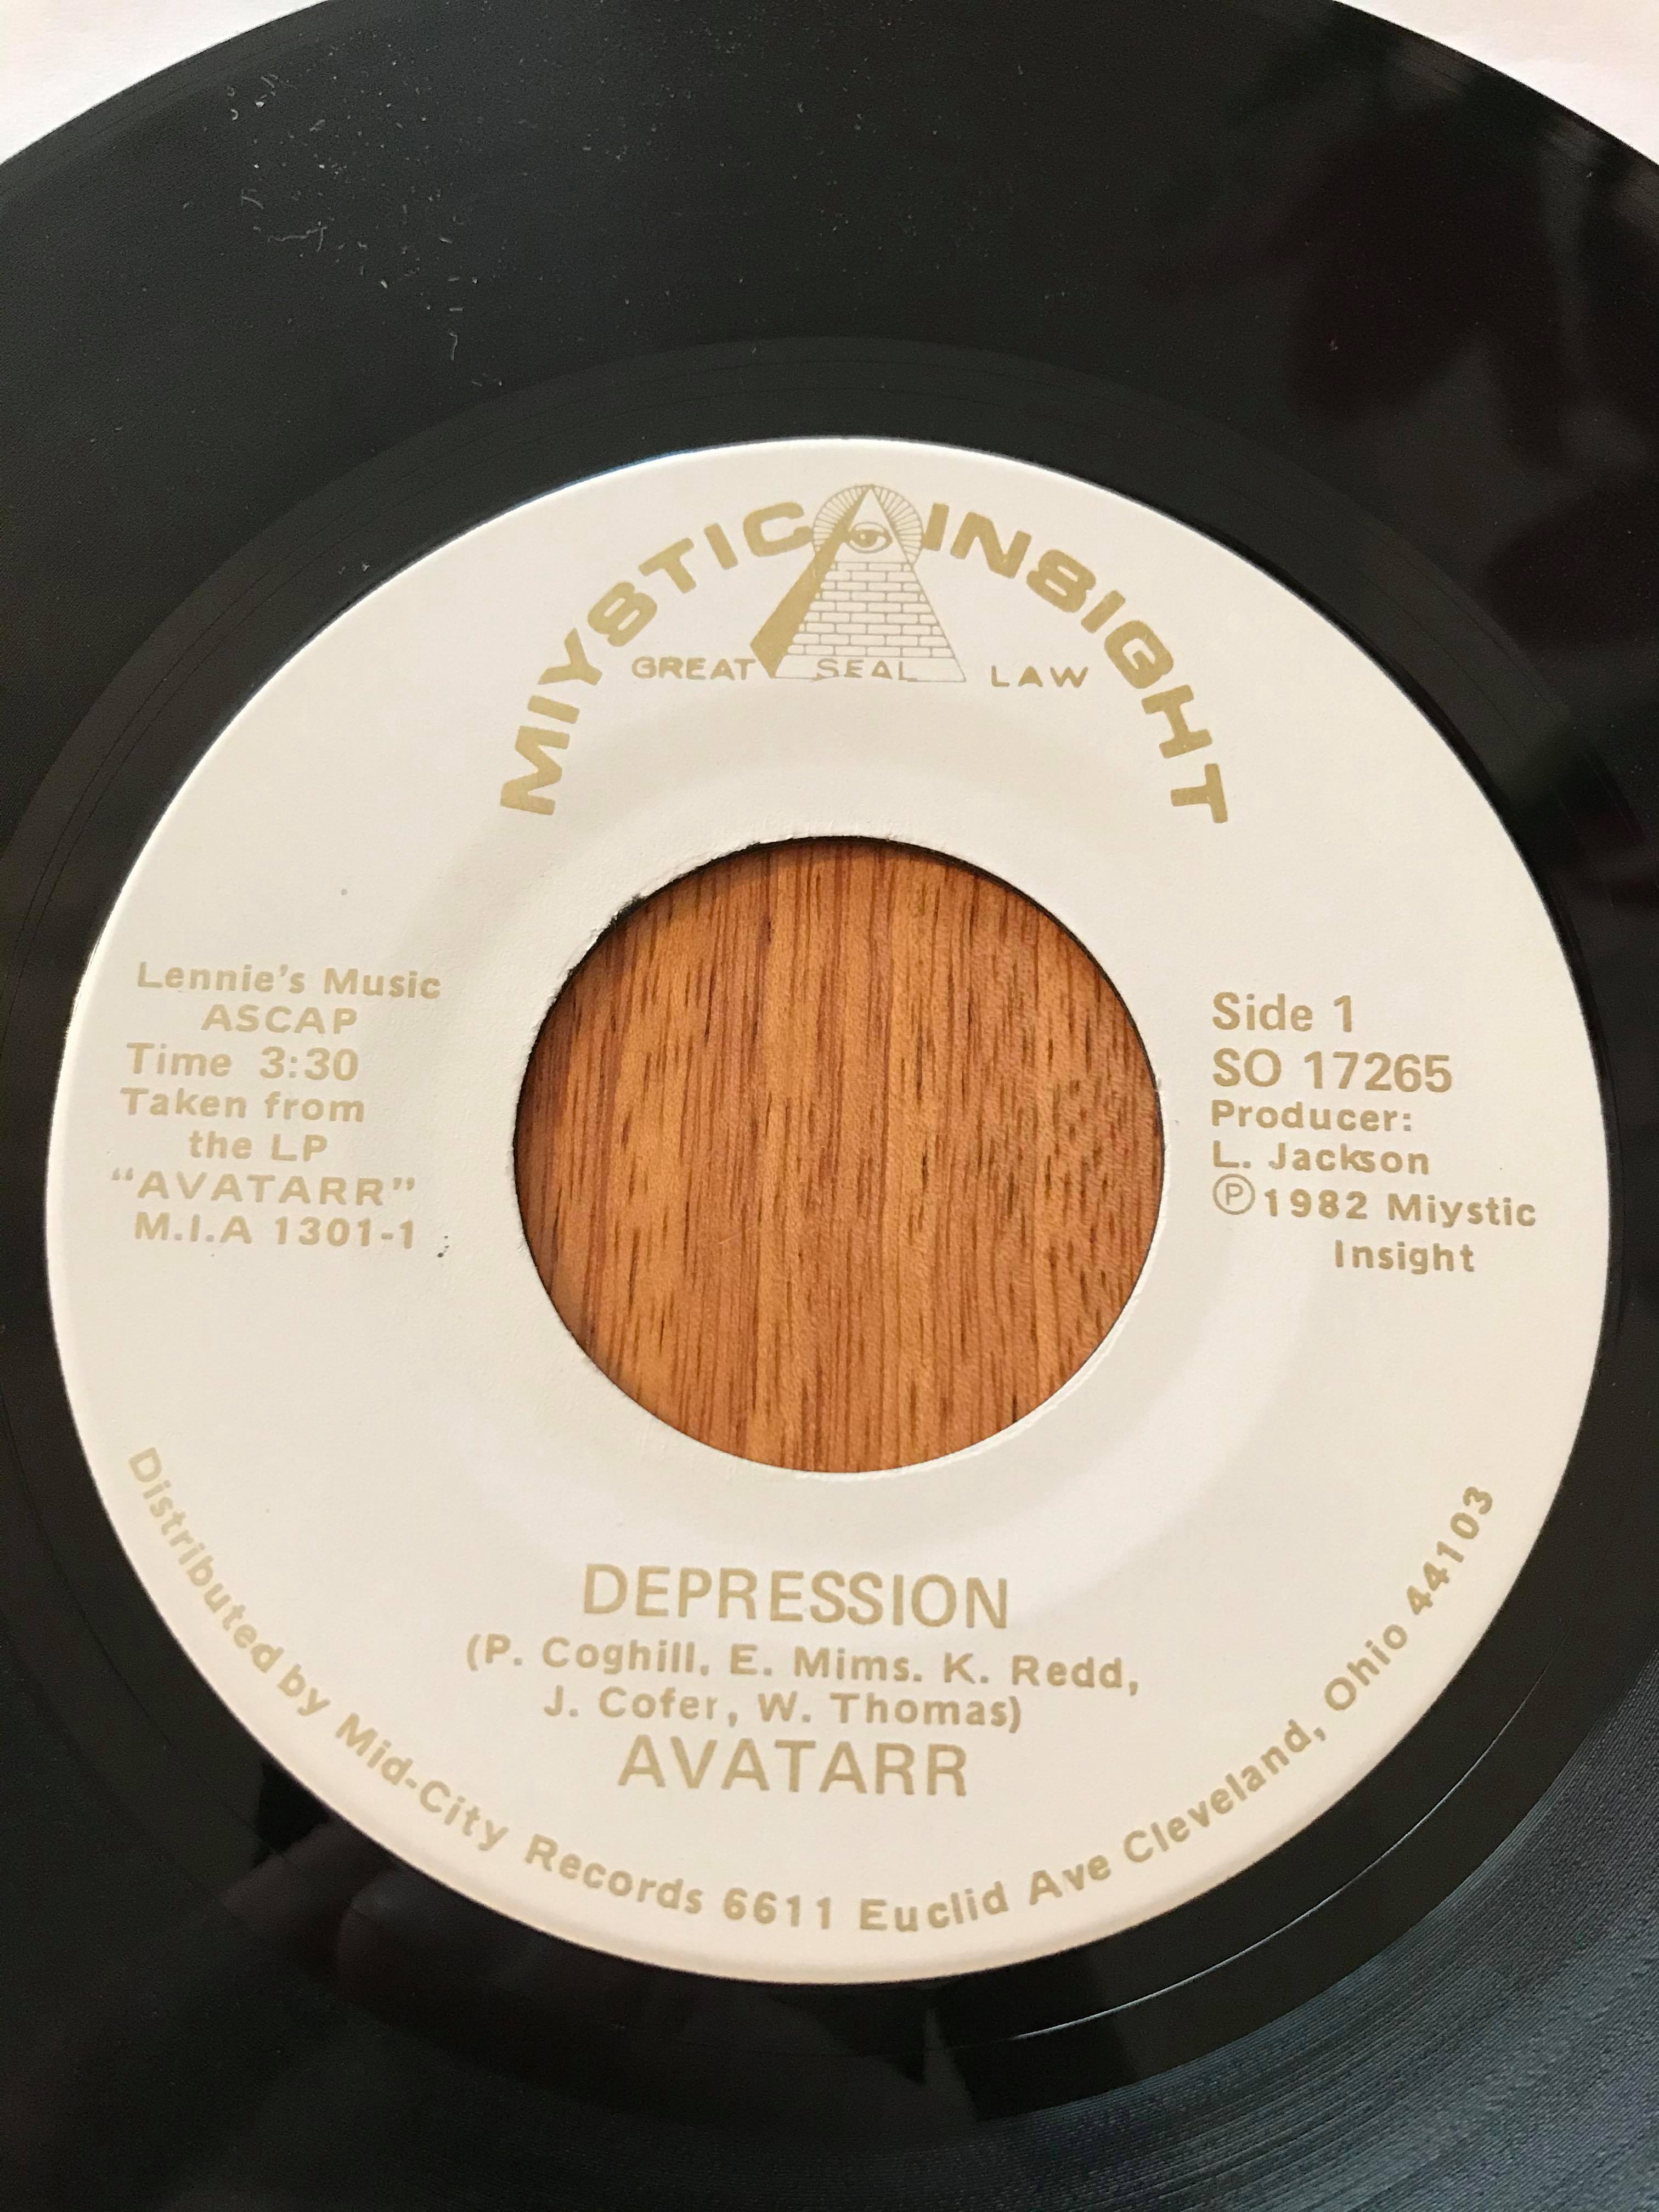 MIYSTIC INSIGHT
GREAT SEAL LAW
Lennie's Music
ASCAP
Time 3:30
Taken from
the LP
“AVATARR”
M.I.A 1301-1
Side 1
SO 17265
Producer:
L. Jackson
Ⓟ1982 Miystic
Insight
DEPRESSION
(P. Coghill. E. Mims. K. Redd,
J. Cofer, W. Thomas)
AVATARR
Distributed by Mid-City Records 6611 Euclid Ave Cleveland, Ohio 44103